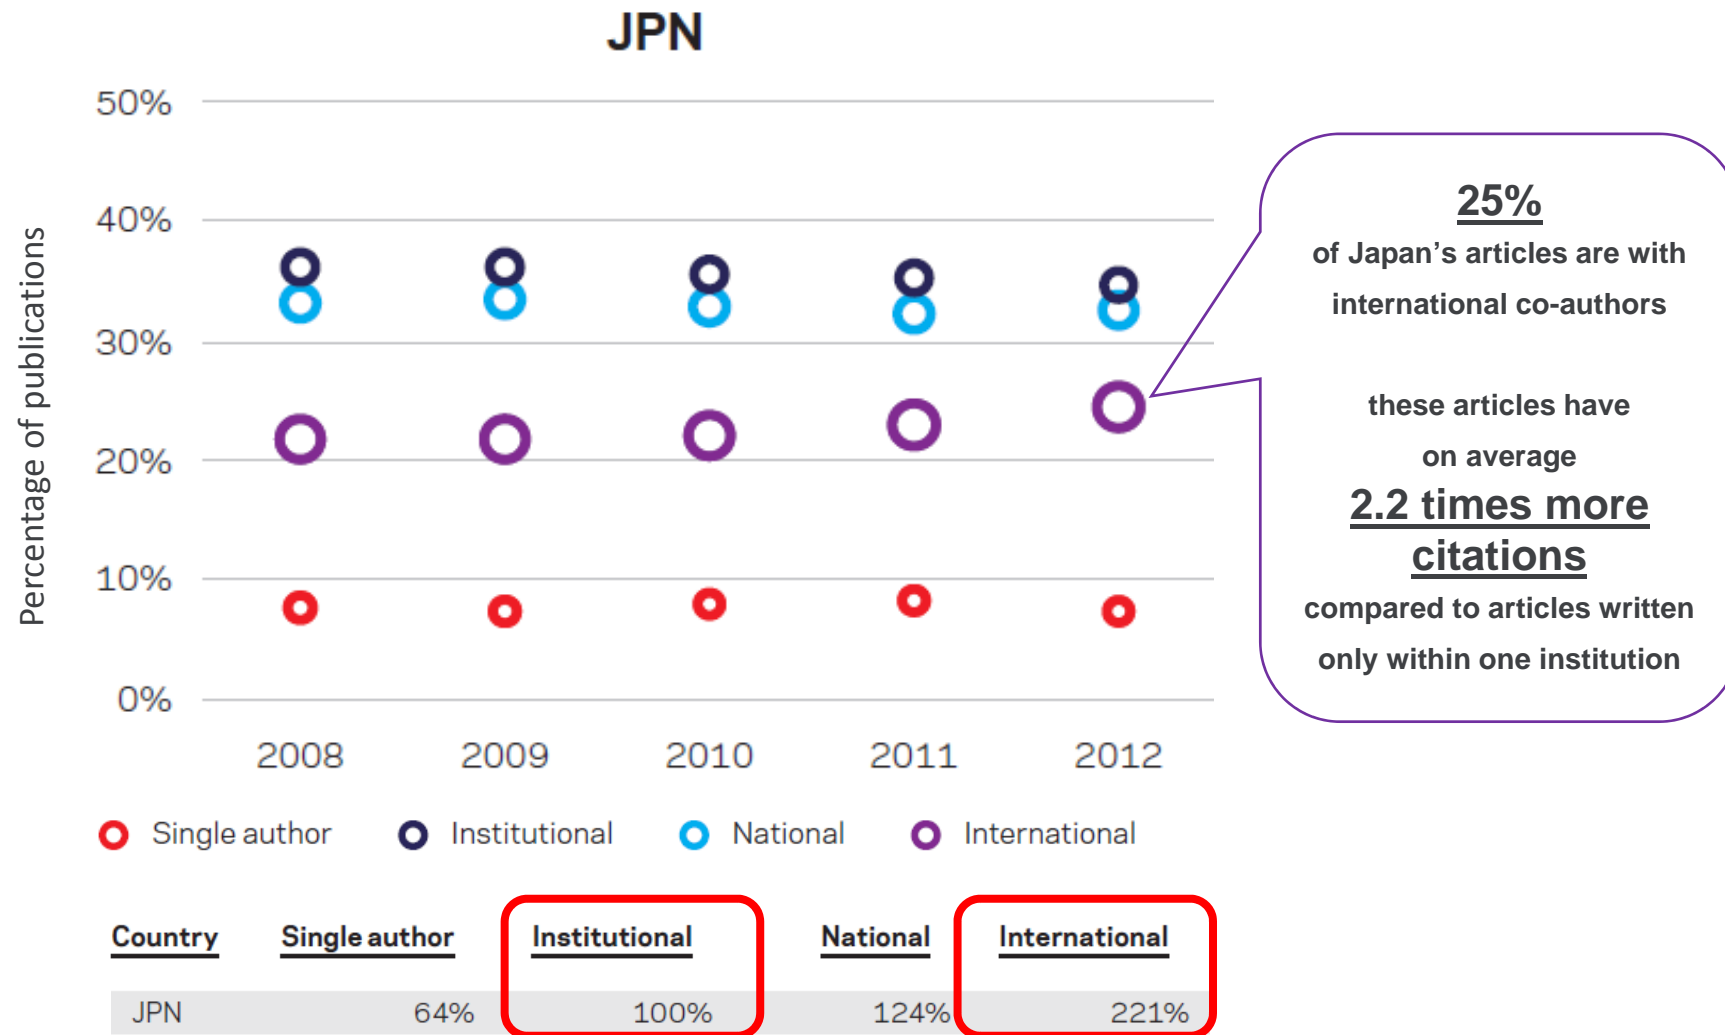 JPN
50%
40%
30%
20%
10%
0%
Percentage of publications
2008 2009 2010 2011 2012
Single author Institutional National International
25%
of Japan's articles are with
international co-authors
these articles have
on average
2.2 times more
citations
compared to articles written
only within one institution
Country Single author Institutional National International
JPN 64% 100% 124% 221%